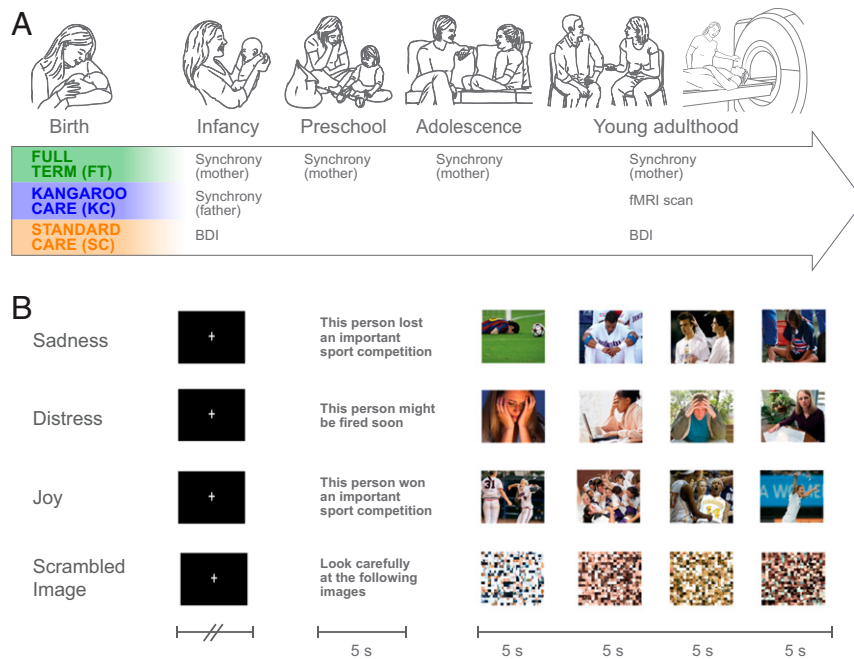 A
Birth
Infancy
Preschool
Adolescence
Young adulthood
FULL
TERM (FT)
Synchrony
(mother)
Synchrony
(mother)
Synchrony
(mother)
Synchrony
(mother)
KANGAROO
CARE (KC)
Synchrony
(father)
fMRI scan
STANDARD
CARE (SC)
BDI
BDI
B
Sadness
This person lost
an important
sport competition
Distress
This person might
be fired soon
Joy
This person won
an important
sport competition
31
A WOME
Scrambled
Image
Look carefully
at the following
images
5 s
5 s
5 s
5 s
5 s